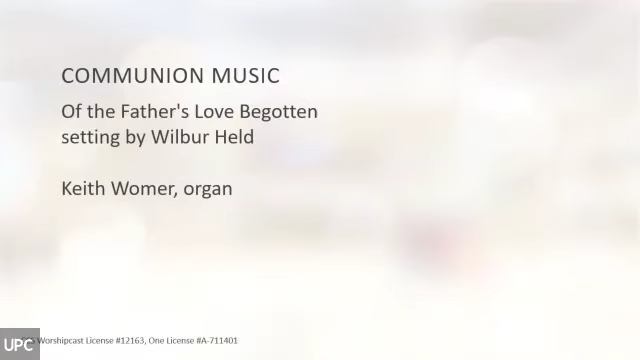 COMMUNION MUSIC
Of the Father's Love Begotten
setting by Wilbur Held
Keith Womer, organ
Worshipcast License #12163, One License #A-711401
UPC